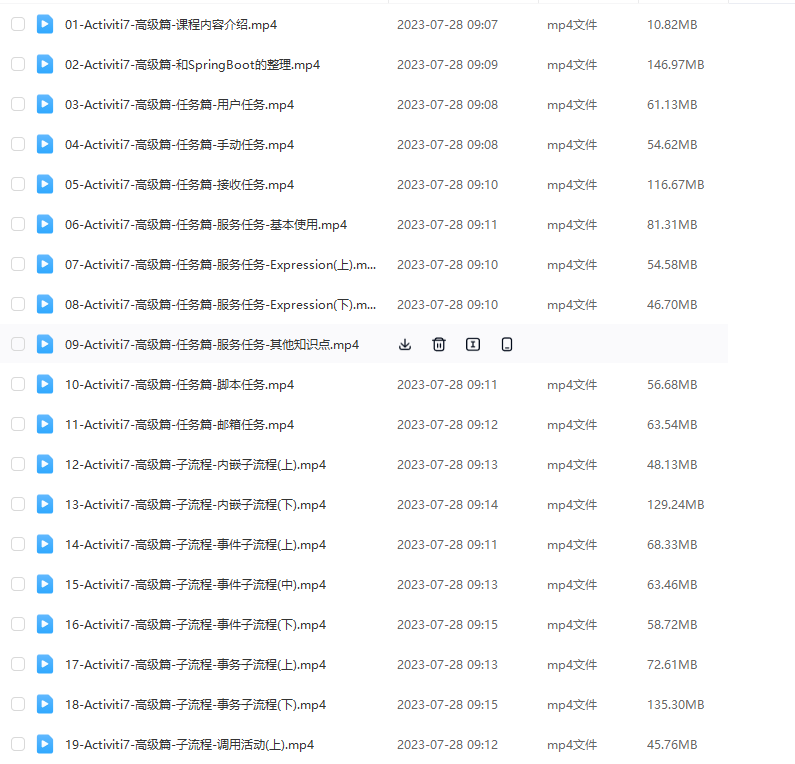 01-Activiti7-高级篇-课程内容介绍.mp4 2023-07-28 09:07 mp4文件 10.82MB
02-Activiti7-高级篇-和SpringBoot的整理.mp4 2023-07-28 09:09 mp4文件 146.97MB
03-Activiti7-高级篇-任务篇-用户任务.mp4 2023-07-28 09:08 mp4文件 61.13MB
04-Activiti7-高级篇-任务篇-手动任务.mp4 2023-07-28 09:08 mp4文件 54.62MB
05-Activiti7-高级篇-任务篇-接收任务.mp4 2023-07-28 09:10 mp4文件 116.67MB
06-Activiti7-高级篇-任务篇-服务任务-基本使用.mp4 2023-07-28 09:11 mp4文件 81.31MB
07-Activiti7-高级篇-任务篇-服务任务-Expression(上).m... 2023-07-28 09:10 mp4文件 54.58MB
08-Activiti7-高级篇-任务篇-服务任务-Expression(下).m... 2023-07-28 09:10 mp4文件 46.70MB
09-Activiti7-高级篇-任务篇-服务任务-其他知识点.mp4
10-Activiti7-高级篇-任务篇-脚本任务.mp4 2023-07-28 09:11 mp4文件 56.68MB
11-Activiti7-高级篇-任务篇-邮箱任务.mp4 2023-07-28 09:12 mp4文件 63.54MB
12-Activiti7-高级篇-子流程-内嵌子流程(上).mp4 2023-07-28 09:13 mp4文件 48.13MB
13-Activiti7-高级篇-子流程-内嵌子流程(下).mp4 2023-07-28 09:14 mp4文件 129.24MB
14-Activiti7-高级篇-子流程-事件子流程(上).mp4 2023-07-28 09:11 mp4文件 68.33MB
15-Activiti7-高级篇-子流程-事件子流程(中).mp4 2023-07-28 09:13 mp4文件 63.46MB
16-Activiti7-高级篇-子流程-事件子流程(下).mp4 2023-07-28 09:15 mp4文件 58.72MB
17-Activiti7-高级篇-子流程-事务子流程(上).mp4 2023-07-28 09:13 mp4文件 72.61MB
18-Activiti7-高级篇-子流程-事务子流程(下).mp4 2023-07-28 09:15 mp4文件 135.30MB
19-Activiti7-高级篇-子流程-调用活动(上).mp4 2023-07-28 09:12 mp4文件 45.76MB